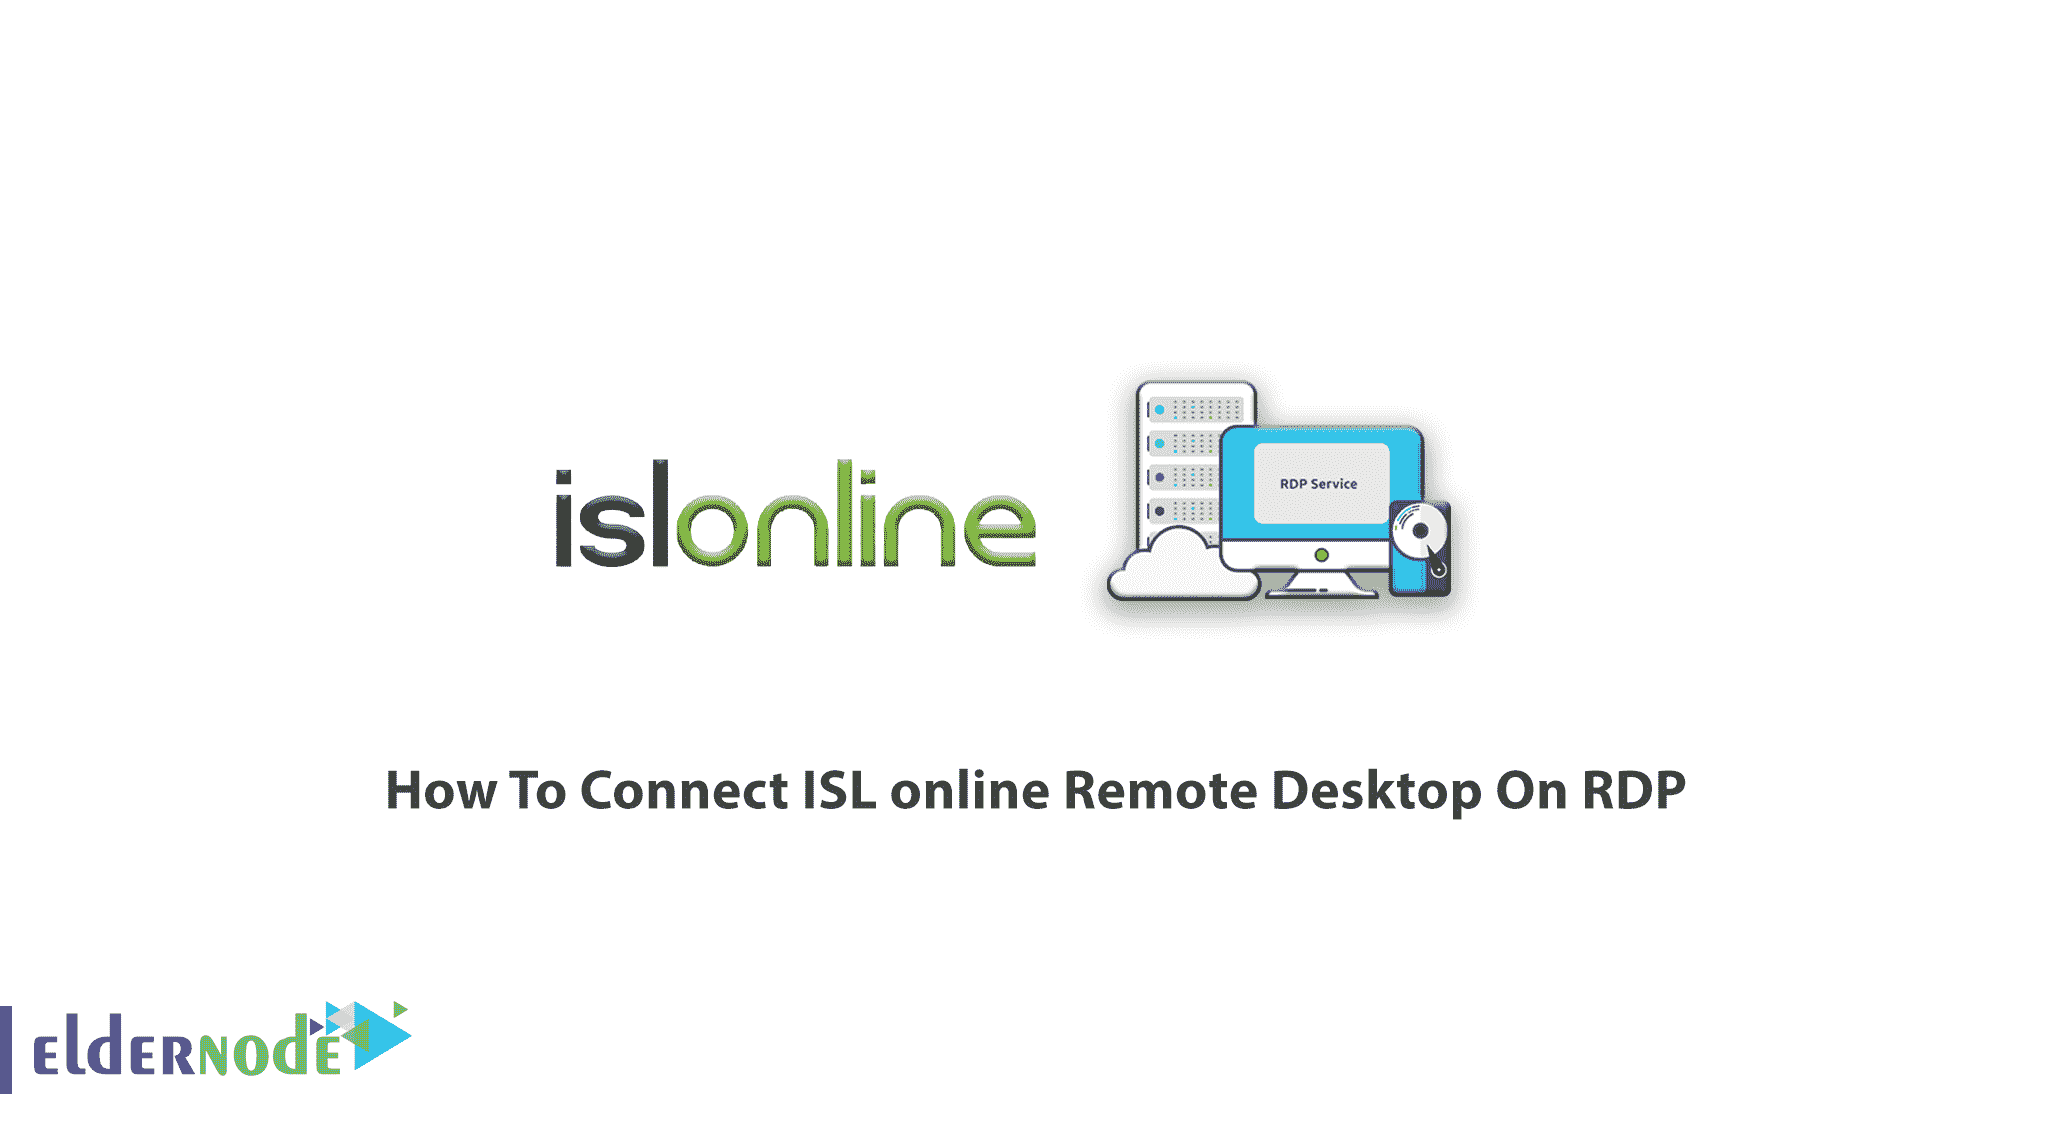 islonline
RDP Service
How To Connect ISL online Remote Desktop On RDP
ELdERNOdE